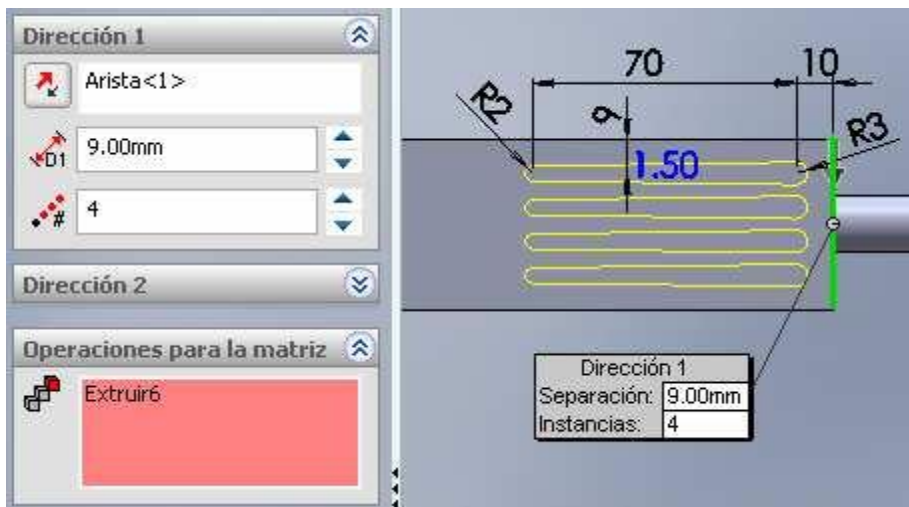 Dirección 1
Arista<1>
D1
9.00mm
#
4
Dirección 2
Operaciones para la matriz
Extruir6
70
10
R2
9
R3
1.50
Dirección 1
Separación: 9.00mm
Instancias: 4